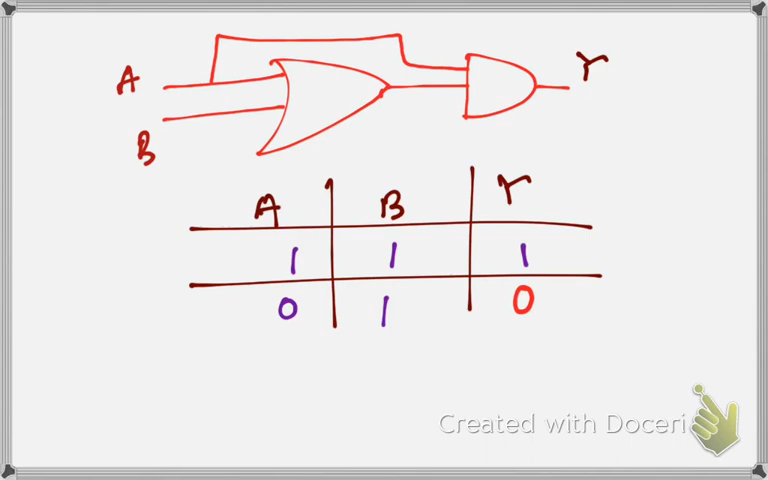 A
Y
B
A B Y
1 1 1
0 1 0
Created with Doceri